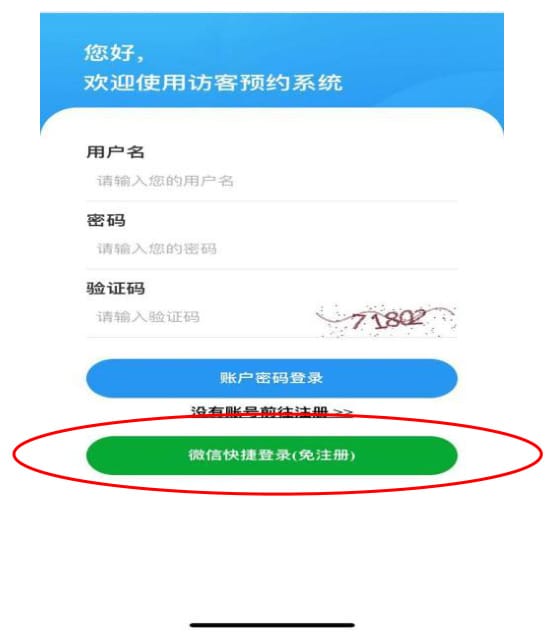 您好,
欢迎使用访客预约系统
用户名
请输入您的用户名
密码
请输入您的密码
验证码
请输入验证码
71802
账户密码登录
没有账号前往注册 >>
微信快捷登录(免注册)